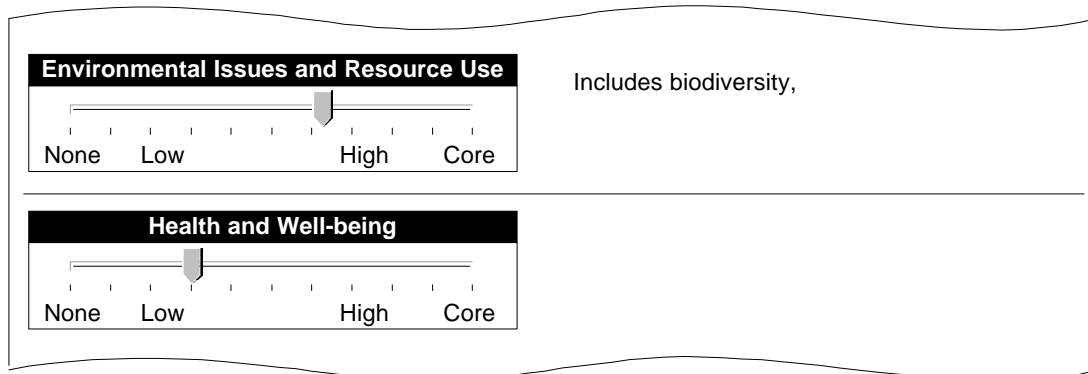 Environmental Issues and Resource Use
Includes biodiversity,
None Low High Core
Health and Well-being
None Low High Core